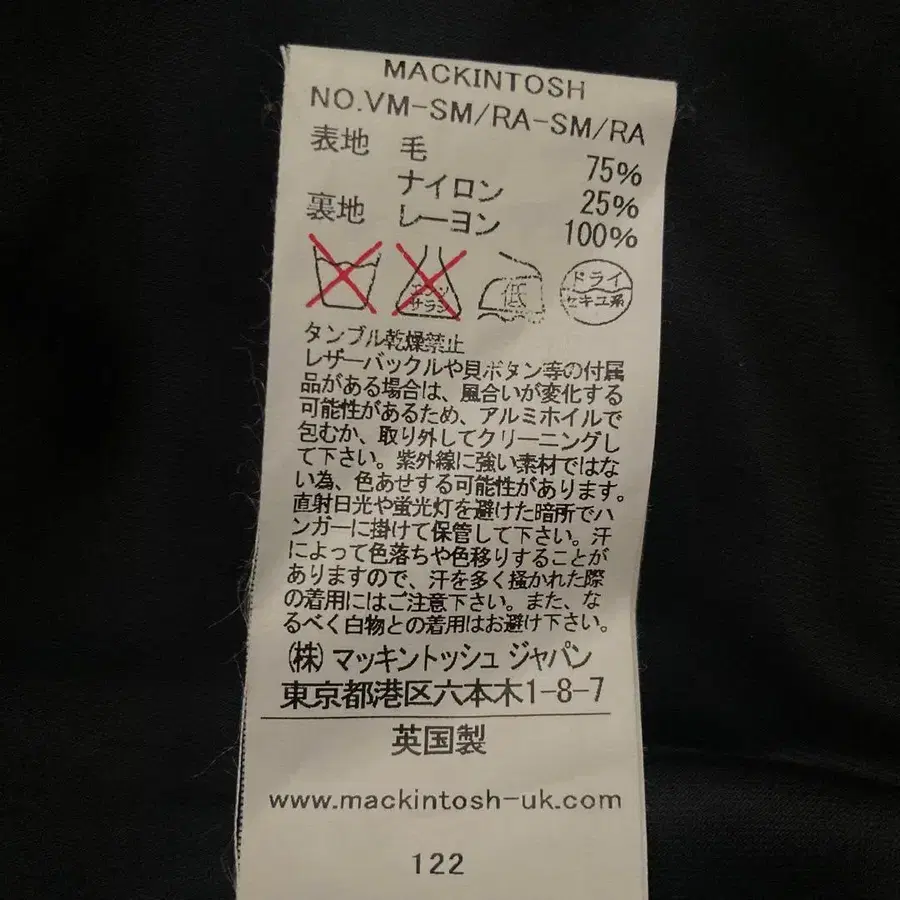 MACKINTOSH
NO.VM-SM/RA-SM/RA
表地 毛 75%
ナイロン 25%
裏地 レーヨン 100%
エンソ サラシ 低 ドライ セキユ系
タンブル乾燥禁止
レザーバックルや貝ボタン等の付属
品がある場合は、風合いが変化する
可能性があるため、アルミホイルで
包むか、取り外してクリーニングし
て下さい。紫外線に強い素材ではな
い為、色あせする可能性があります。
直射日光や蛍光灯を避けた暗所でハ
ンガーに掛けて保管して下さい。汗
によって色落ちや色移りすることが
ありますので、汗を多く掻かれた際
の着用にはご注意下さい。また、な
るべく白物との着用はお避け下さい。
(株)マッキントッシュ ジャパン
東京都港区六本木1-8-7
英国製
www.mackintosh-uk.com
122